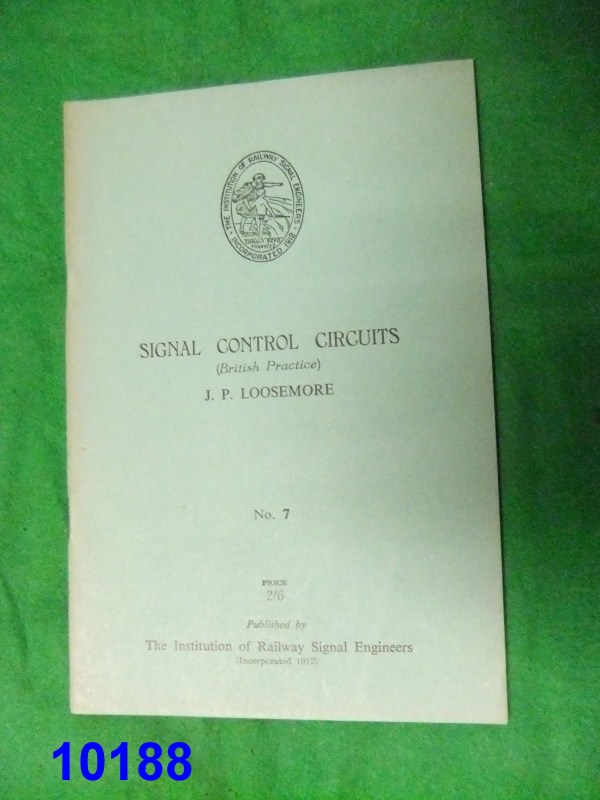 THE INSTITUTION OF RAILWAY SIGNAL ENGINEERS
INCORPORATED 1912
SIGNAL CONTROL CIRCUITS
(British Practice)
J. P. LOOSEMORE
No. 7
PRICE
2/6
Published by
The Institution of Railway Signal Engineers
(Incorporated 1912)
10188